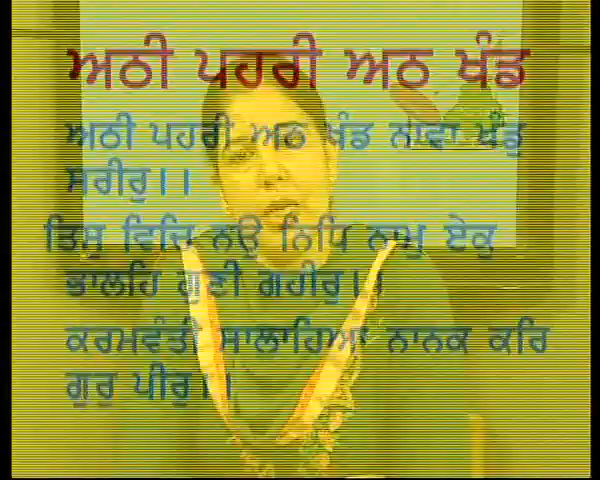 ਅਠੀ ਪਹਰੀ ਅਠ ਖੰਡ
ਅਠੀ ਪਹਰੀ ਅਠ ਖੰਡ ਨਾਵਾ ਖੰਡੁ
ਸਰੀਰੁ।।
ਤਿਸੁ ਵਿਚਿ ਨਉ ਨਿਧਿ ਨਾਮੁ ਏਕੁ
ਭਾਲਹਿ ਗੁਣੀ ਗਹੀਰੁ।।
ਕਰਮਵੰਤੀ ਸਾਲਾਹਿਆ ਨਾਨਕ ਕਰਿ
ਗੁਰੁ ਪੀਰੁ।।